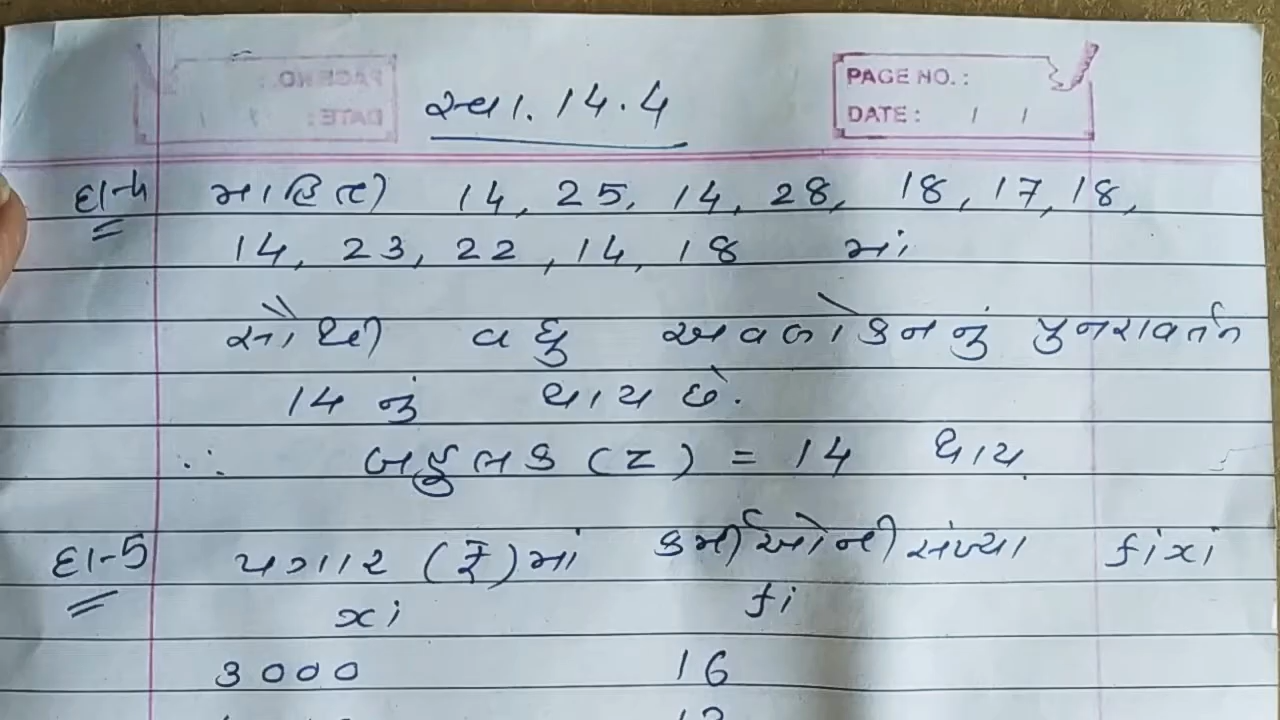 સ્વા. 14.4
PAGE NO. :
DATE : / /
દા-4 માહિતી 14, 25, 14, 28, 18, 17, 18,
14, 23, 22, 14, 18 માં
સૌથી વધુ અવલોકનનું પુનરાવર્તન
14 નું થાય છે.
∴ બહુલક (Z) = 14 થાય.
દા-5 પગાર (₹) માં કર્મીઓની સંખ્યા fixi
xi fi
3000 16